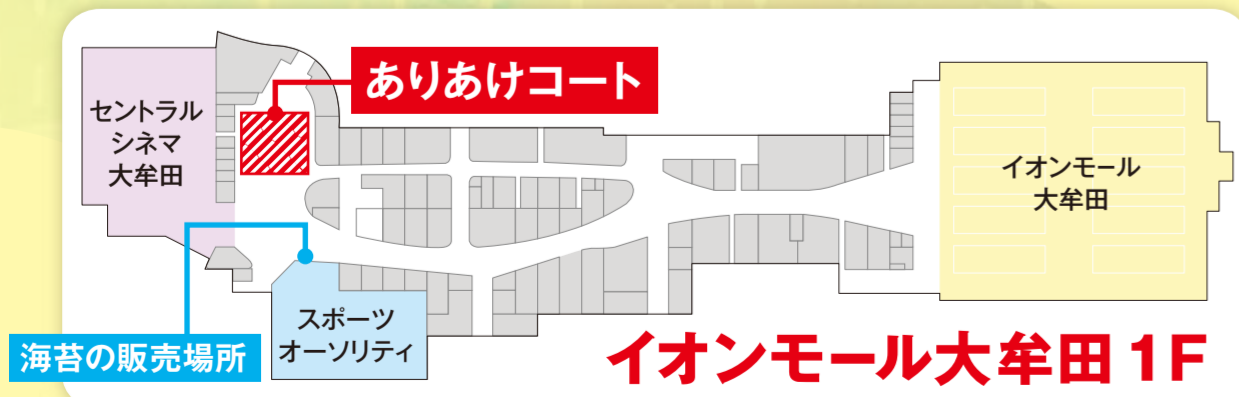 ありあけコート
セントラル
シネマ
大牟田
イオンモール
大牟田
スポーツ
オーソリティ
海苔の販売場所
イオンモール大牟田 1F